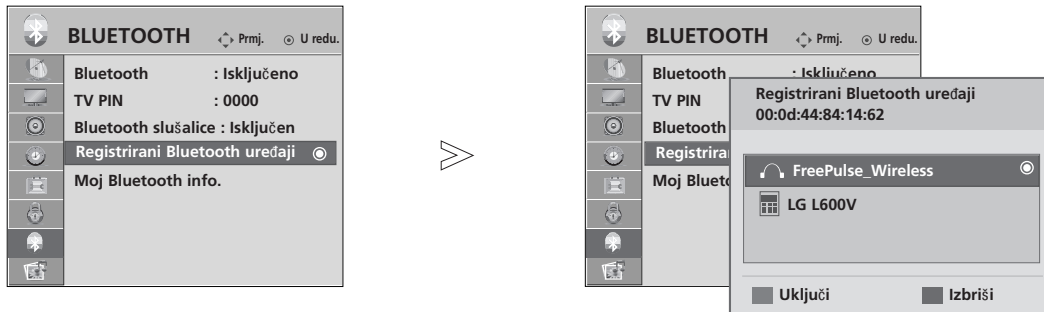 BLUETOOTH Prmj. U redu.
Bluetooth : Isključeno
TV PIN : 0000
Bluetooth slušalice : Isključen
Registrirani Bluetooth uređaji
Moj Bluetooth info.
BLUETOOTH Prmj. U redu.
Bluetooth : Isključeno
TV PIN
Bluetooth
Registrira
Moj Blueto
Registrirani Bluetooth uređaji
00:0d:44:84:14:62
FreePulse_Wireless
LG L600V
Uključi Izbriši